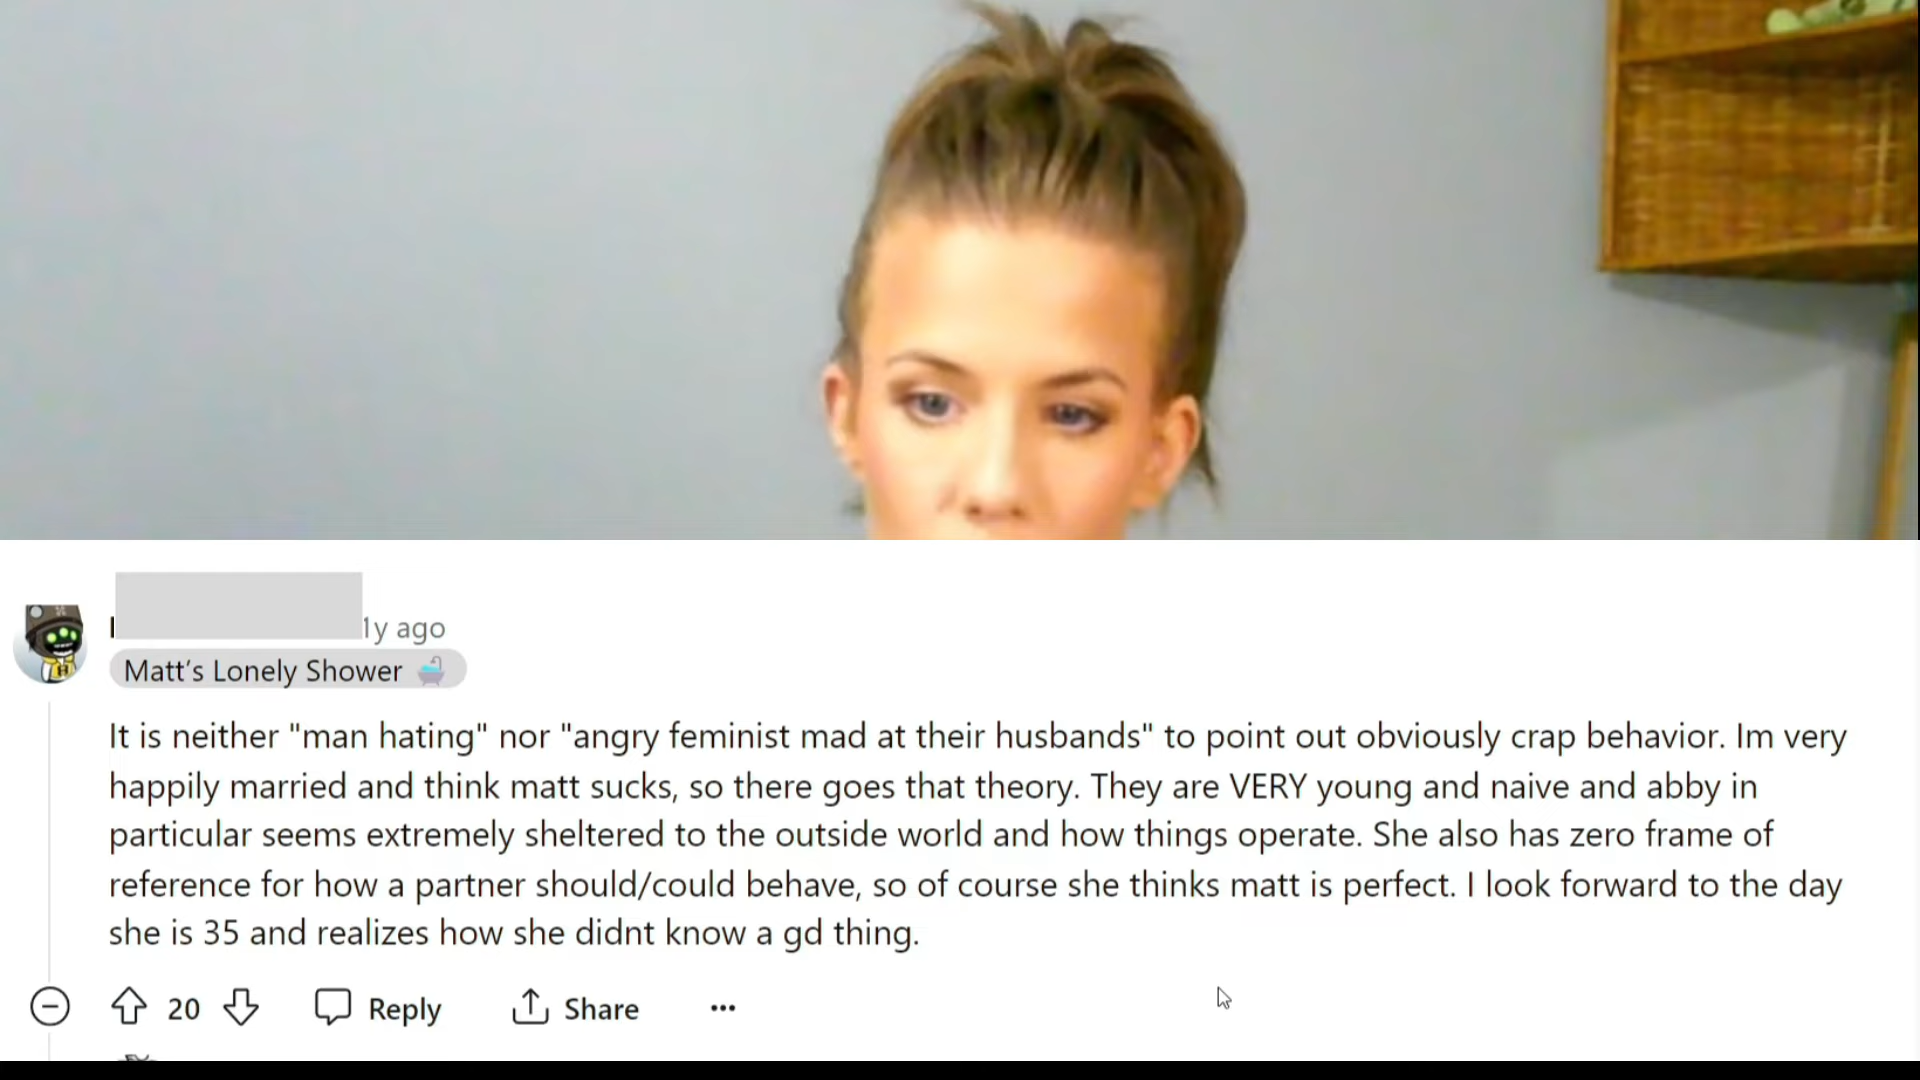 1y ago
Matt’s Lonely Shower
It is neither "man hating" nor "angry feminist mad at their husbands" to point out obviously crap behavior. Im very
happily married and think matt sucks, so there goes that theory. They are VERY young and naive and abby in
particular seems extremely sheltered to the outside world and how things operate. She also has zero frame of
reference for how a partner should/could behave, so of course she thinks matt is perfect. I look forward to the day
she is 35 and realizes how she didnt know a gd thing.
20 Reply Share